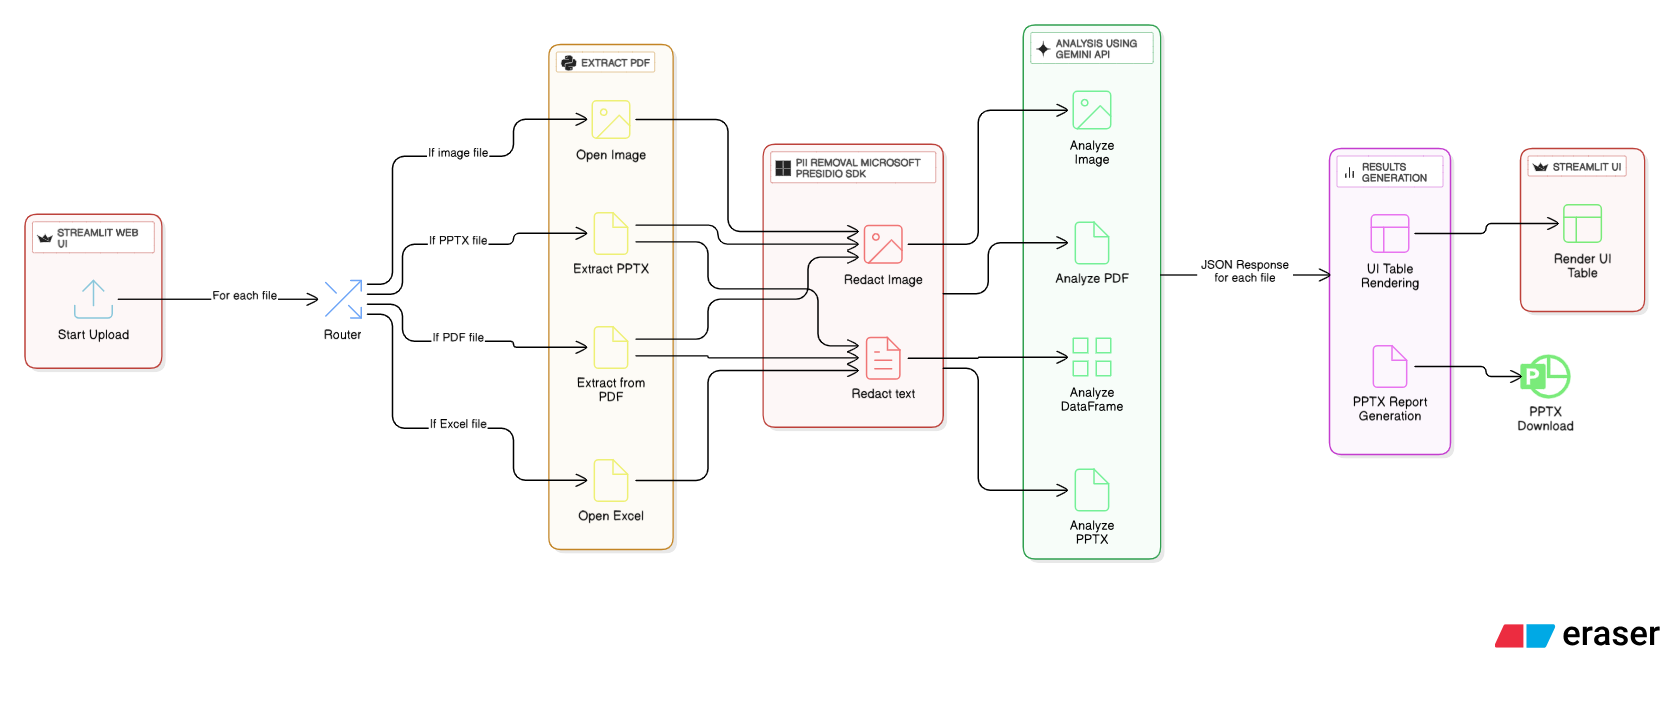 STREAMLIT WEB
UI
Start Upload
For each file
Router
If image file
If PPTX file
If PDF file
If Excel file
EXTRACT PDF
Open Image
Extract PPTX
Extract from
PDF
Open Excel
PII REMOVAL MICROSOFT
PRESIDIO SDK
Redact Image
Redact text
ANALYSIS USING
GEMINI API
Analyze
Image
Analyze PDF
Analyze
DataFrame
Analyze
PPTX
JSON Response
for each file
RESULTS
GENERATION
UI Table
Rendering
PPTX Report
Generation
STREAMLIT UI
Render UI
Table
P
PPTX
Download
eraser